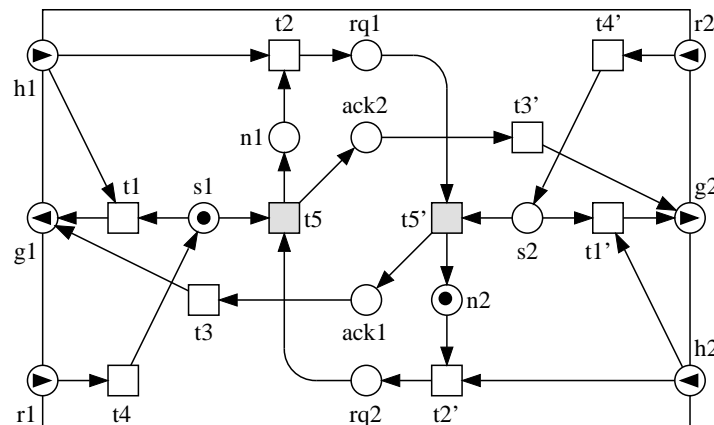 t2 rq1 t4' r2
h1
ack2 t3'
n1
t1 s1 g2
t5 t5'
g1 s2 t1'
n2
t3 ack1 h2
r1 t4 rq2 t2'